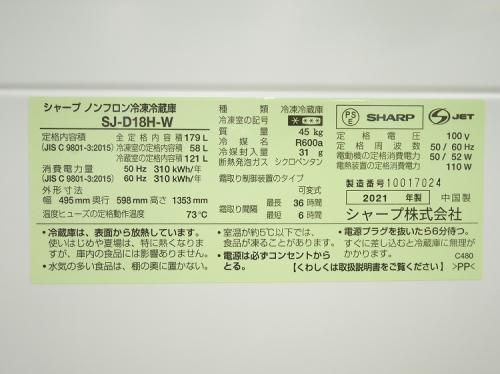 シャープ ノンフロン冷凍冷蔵庫
SJ-D18H-W
定格内容積 全定格内容積 179 L
(JIS C 9801-3:2015) 冷凍室の定格内容積 58 L
冷蔵室の定格内容積 121 L
消費電力量 50 Hz 310 kWh/年
(JIS C 9801-3:2015) 60 Hz 310 kWh/年
外形寸法
幅 495 mm 奥行 598 mm 高さ 1353 mm
温度ヒューズの定格動作温度 73 ℃
種類 冷凍冷蔵庫
冷凍室の記号
質量 45 kg
冷媒名 R600a
冷媒封入量 31 g
断熱発泡ガス シクロペンタン
霜取り制御装置のタイプ
可変式
霜取り間隔 最長 36 時間
最短 6 時間
PS
E
SHARP
S JET
定格電圧 100 V
定格周波数 50 / 60 Hz
電動機の定格消費電力 50 / 52 W
電熱装置の定格消費電力 110 W
製造番号 10017024
2021 年製 中国製
シャープ株式会社
・冷蔵庫は、表面から放熱しています。
使いはじめや夏場は、特に熱くなりま
すが、庫内の食品には影響ありません。
・水気の多い食品は、棚の奥に置かない。
・室温が約5℃以下では、
食品が凍ることがあります。
・電源は必ずコンセントから
とる。
・電源プラグを抜いたら6分待つ。
すぐに差し込むと冷蔵庫に無理が
かかります。
C480
【くわしくは取扱説明書をご覧ください】
>PP<